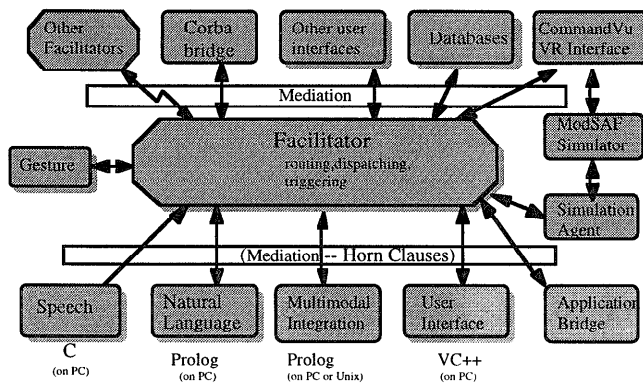 Other
Facilitators
Corba
bridge
Other user
interfaces
Databases
CommandVu
VR Interface
Mediation
Facilitator
routing,dispatching,
triggering
Gesture
ModSAF
Simulator
Simulation
Agent
(Mediation -- Horn Clauses)
Speech
Natural
Language
Multimodal
Integration
User
Interface
Application
Bridge
C
(on PC)
Prolog
(on PC)
Prolog
(on PC or Unix)
VC++
(on PC)